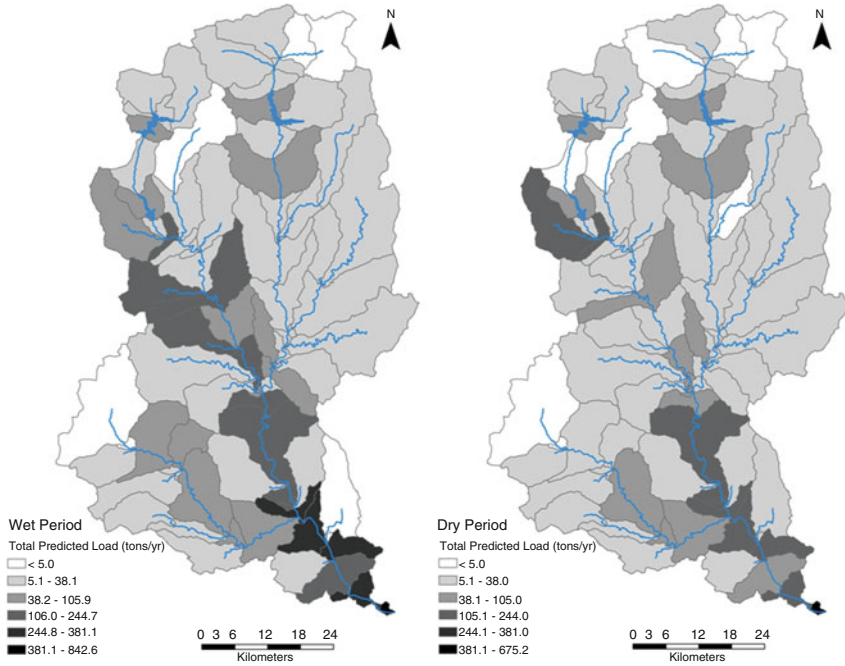 N
N
Wet Period
Total Predicted Load (tons/yr)
< 5.0
5.1 - 38.1
38.2 - 105.9
106.0 - 244.7
244.8 - 381.1
381.1 - 842.6
0 3 6 12 18 24
Kilometers
Dry Period
Total Predicted Load (tons/yr)
< 5.0
5.1 - 38.0
38.1 - 105.0
105.1 - 244.0
244.1 - 381.0
381.1 - 675.2
0 3 6 12 18 24
Kilometers